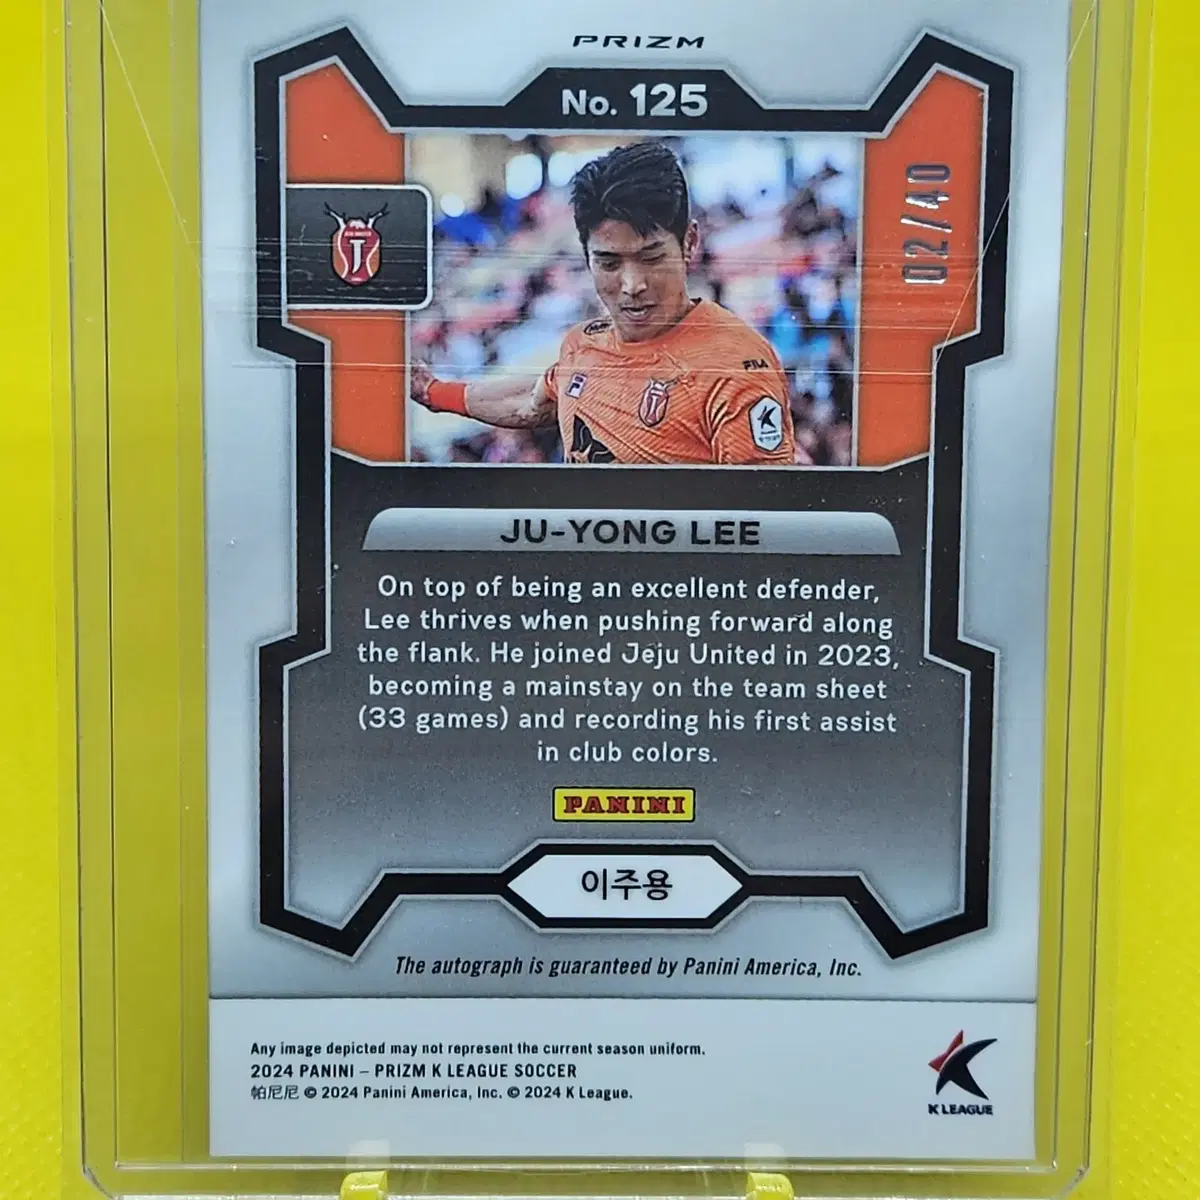 PRIZM
No. 125
02/40
J
FILA
JU-YONG LEE
On top of being an excellent defender,
Lee thrives when pushing forward along
the flank. He joined Jeju United in 2023,
becoming a mainstay on the team sheet
(33 games) and recording his first assist
in club colors.
PANINI
이주용
The autograph is guaranteed by Panini America, Inc.
Any image depicted may not represent the current season uniform.
2024 PANINI – PRIZM K LEAGUE SOCCER
帕尼尼 © 2024 Panini America, Inc. © 2024 K League.
K LEAGUE